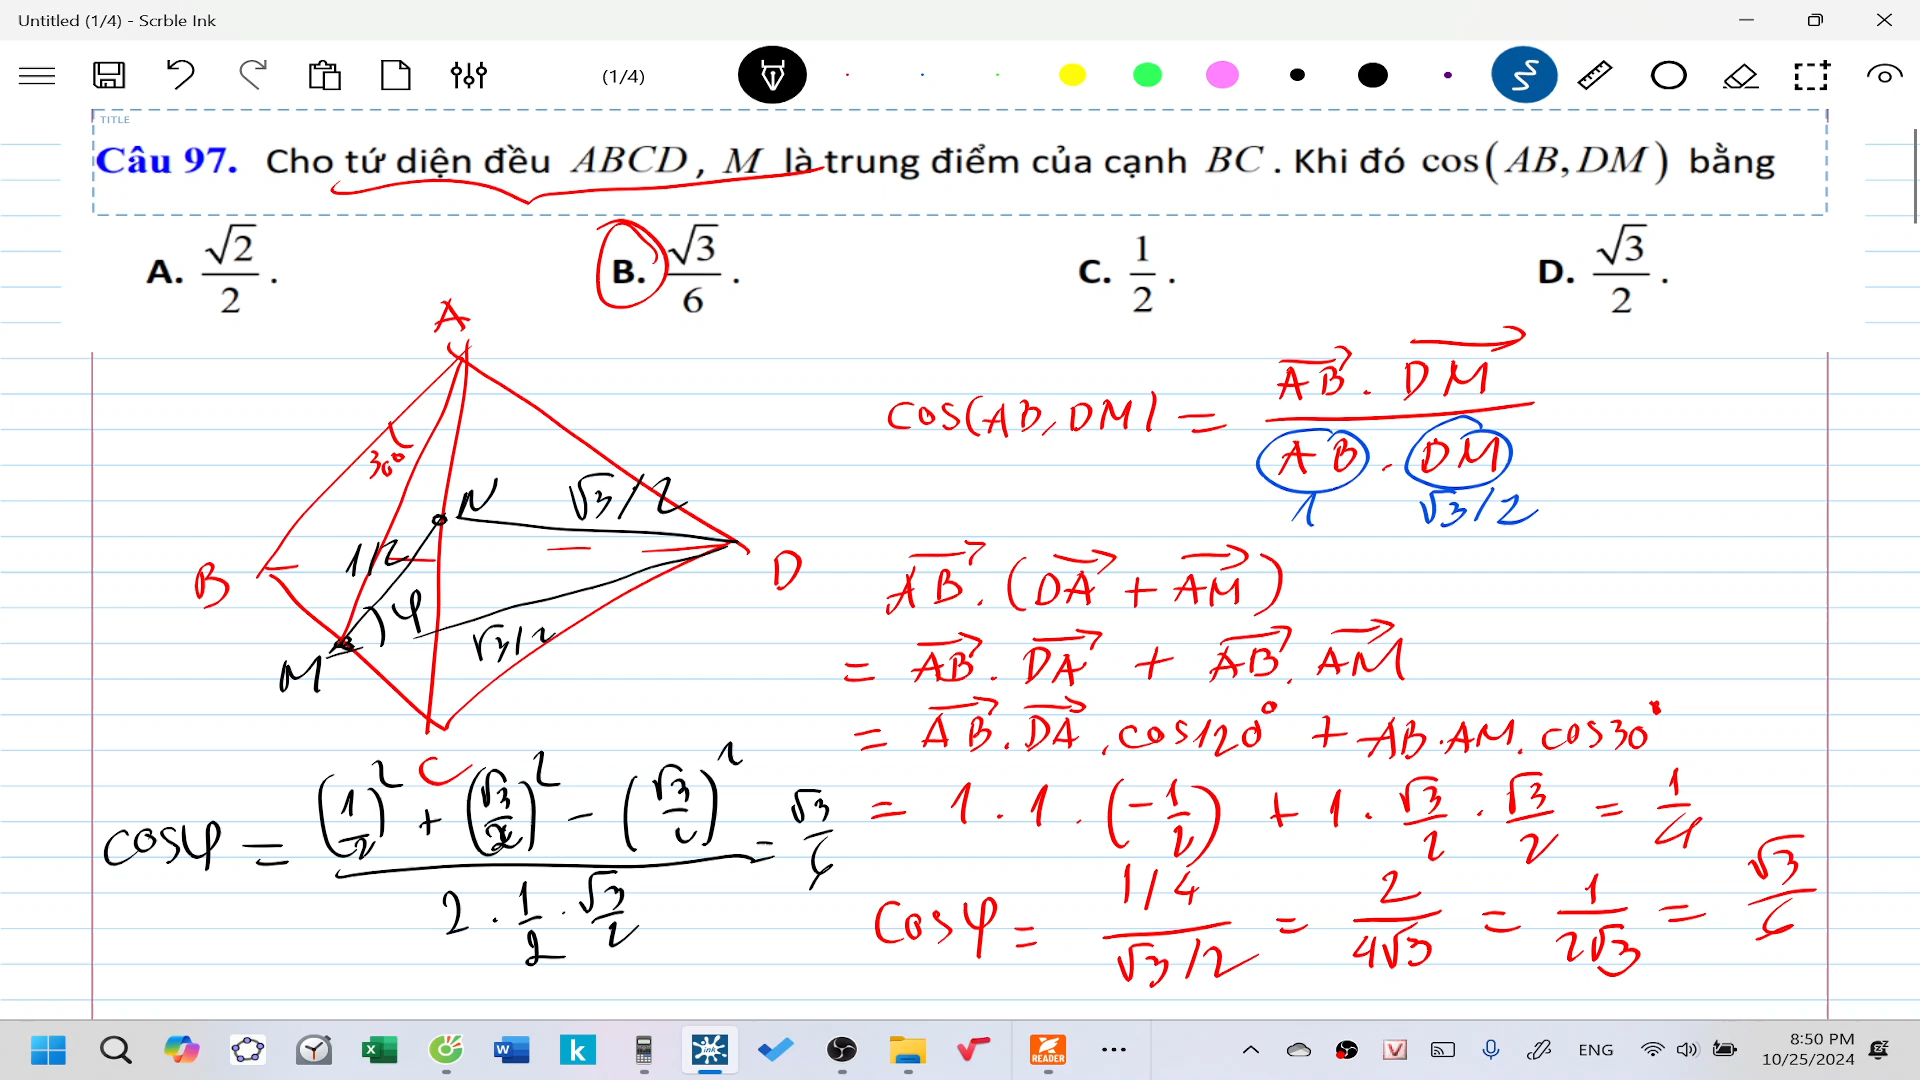 Untitled (1/4) - Scrble Ink
(1/4)
TITLE
Câu 97. Cho tứ diện đều ABCD, M là trung điểm của cạnh BC. Khi đó cos(AB, DM) bằng
A. √2/2. B. √3/6. C. 1/2. D. √3/2.
A
30°
N
√3/2
1/2
B
D
φ
√3/2
M
C
cosφ = ((1/2)² + (√3/2)² - (√3/2)²) / (2 · 1/2 · √3/2) = √3/6
cos(AB, DM) = (AB→ · DM→) / (AB · DM)
1 √3/2
AB→ · (DA→ + AM→)
= AB→ · DA→ + AB→ · AM→
= AB→ · DA→ . cos120° + AB · AM . cos30°
= 1 · 1 · (-1/2) + 1 · √3/2 · √3/2 = 1/4
cosφ = (1/4) / (√3/2) = 2/(4√3) = 1/(2√3) = √3/6
ink
READER
ENG
8:50 PM
10/25/2024